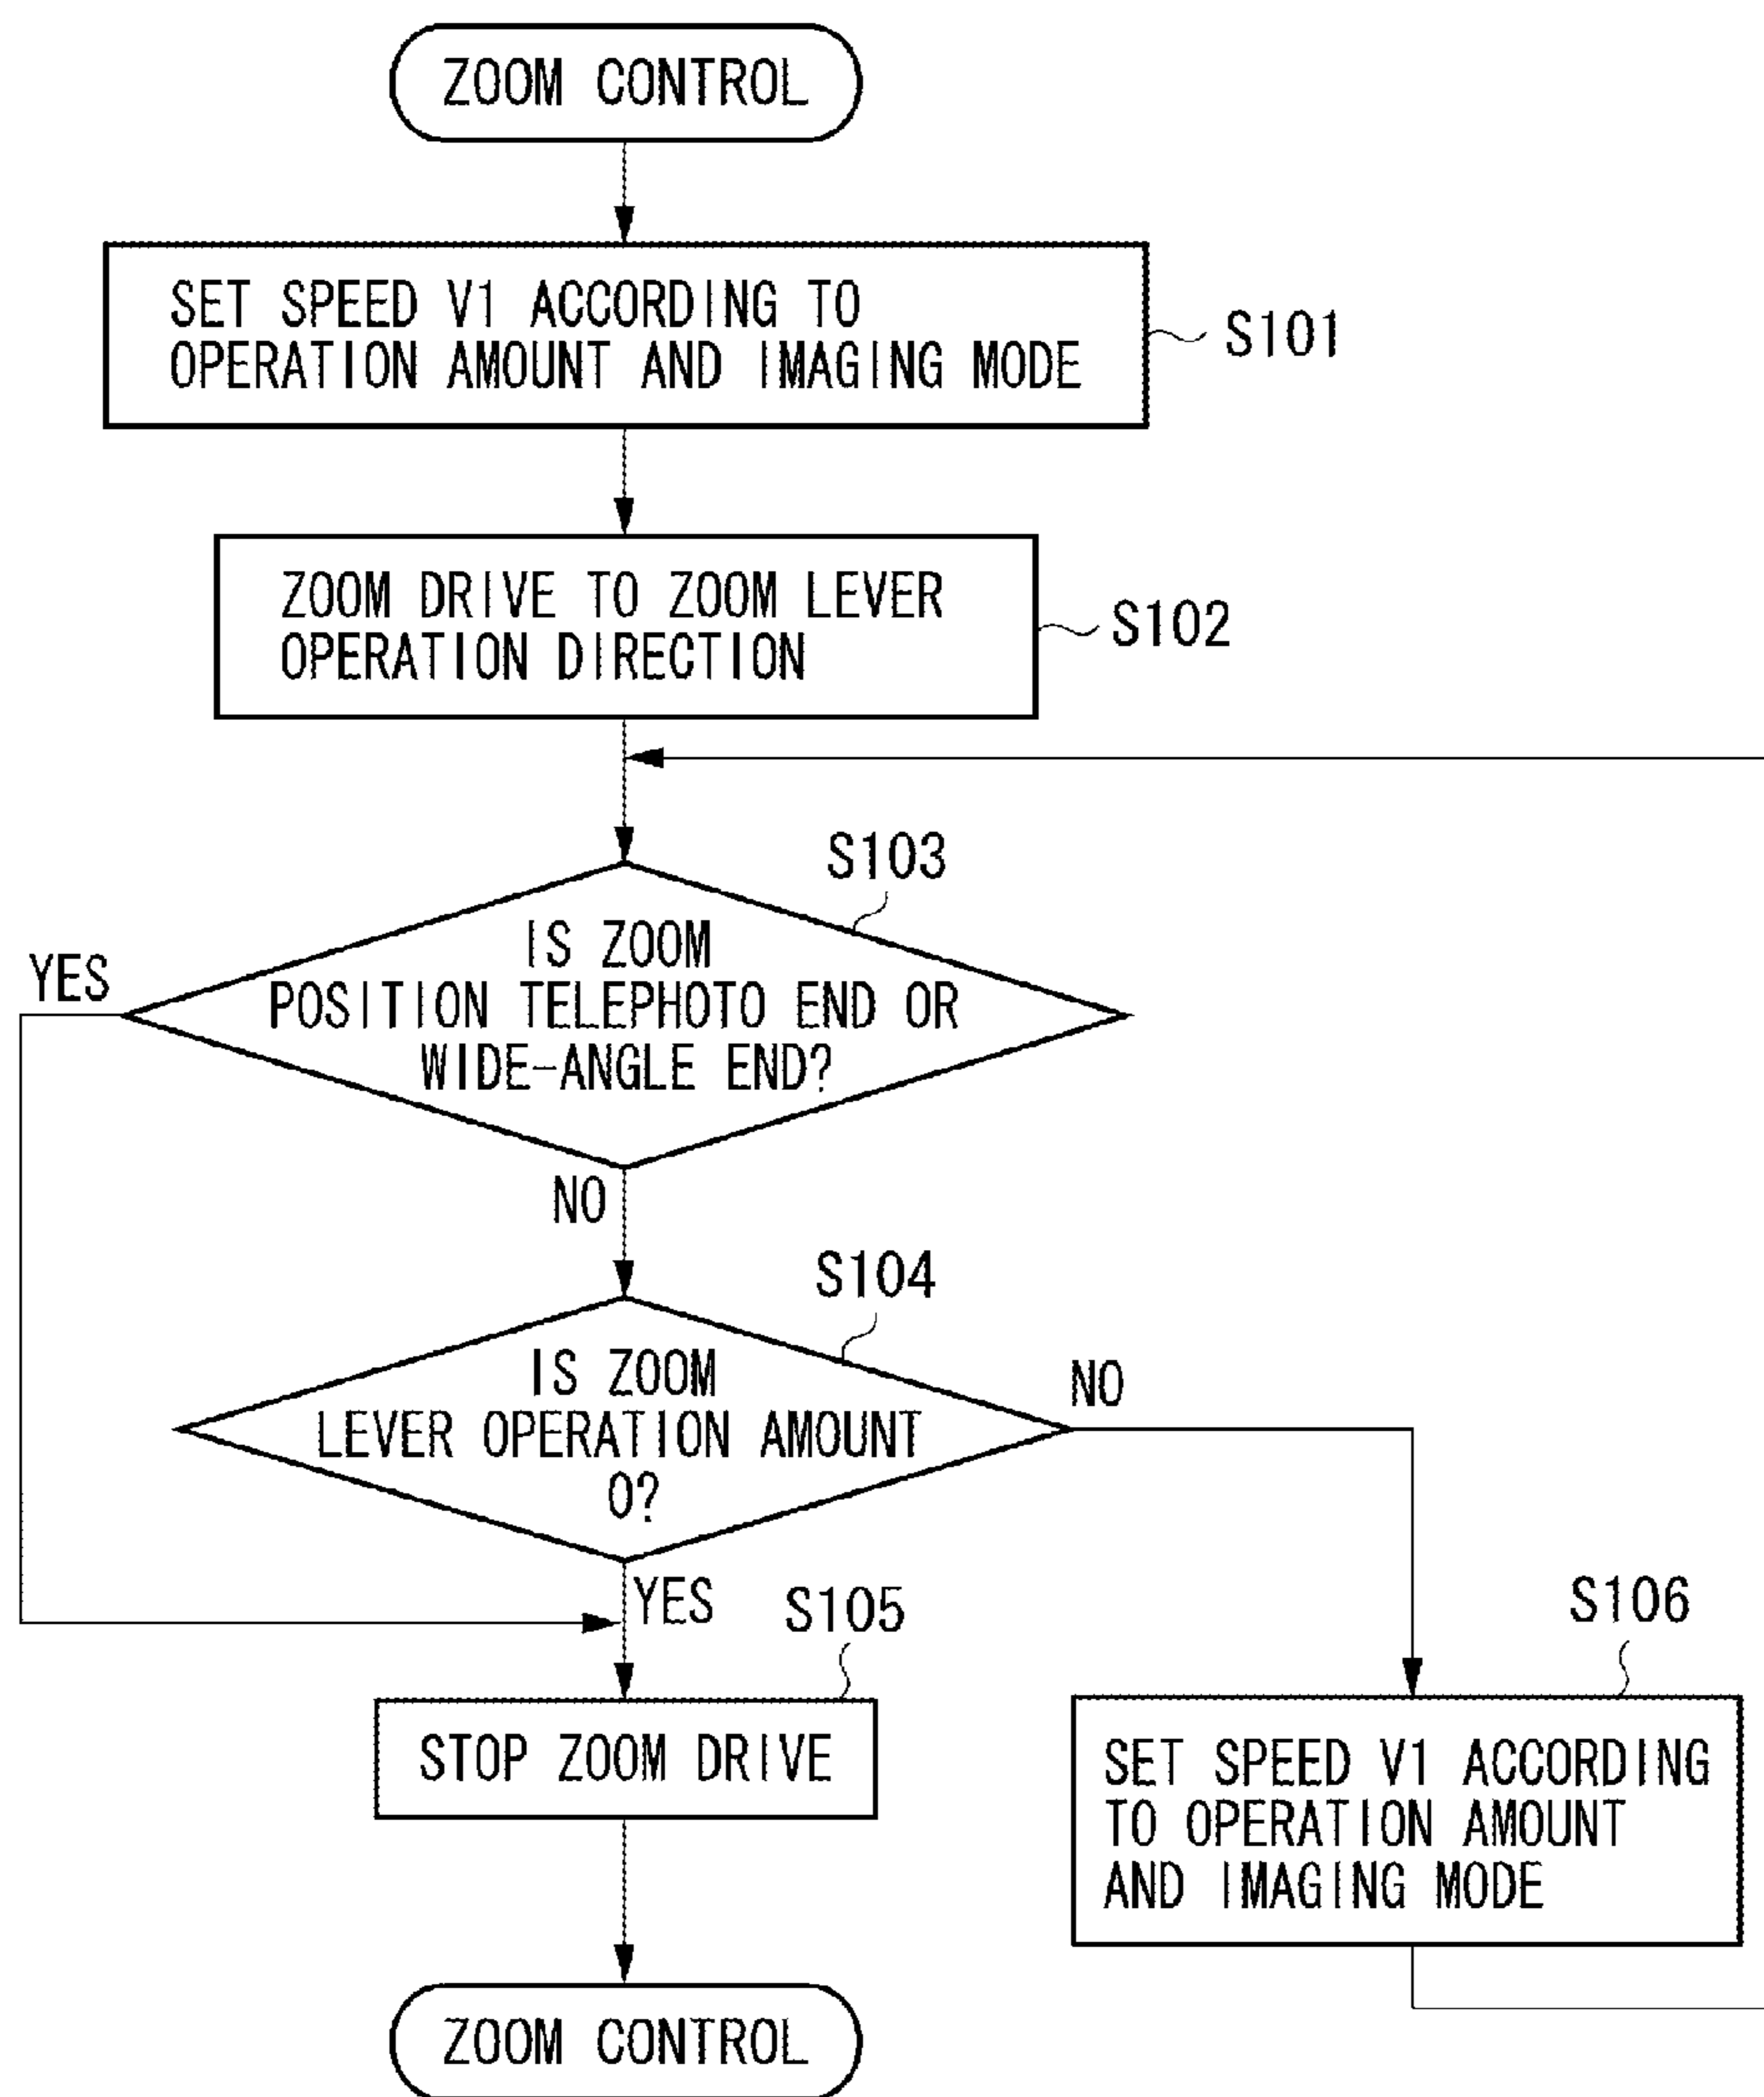 ZOOM CONTROL
SET SPEED V1 ACCORDING TO
OPERATION AMOUNT AND IMAGING MODE
S101
ZOOM DRIVE TO ZOOM LEVER
OPERATION DIRECTION
S102
S103
IS ZOOM
POSITION TELEPHOTO END OR
WIDE-ANGLE END?
YES
NO
S104
IS ZOOM
LEVER OPERATION AMOUNT
0?
NO
YES
S105
STOP ZOOM DRIVE
S106
SET SPEED V1 ACCORDING
TO OPERATION AMOUNT
AND IMAGING MODE
ZOOM CONTROL